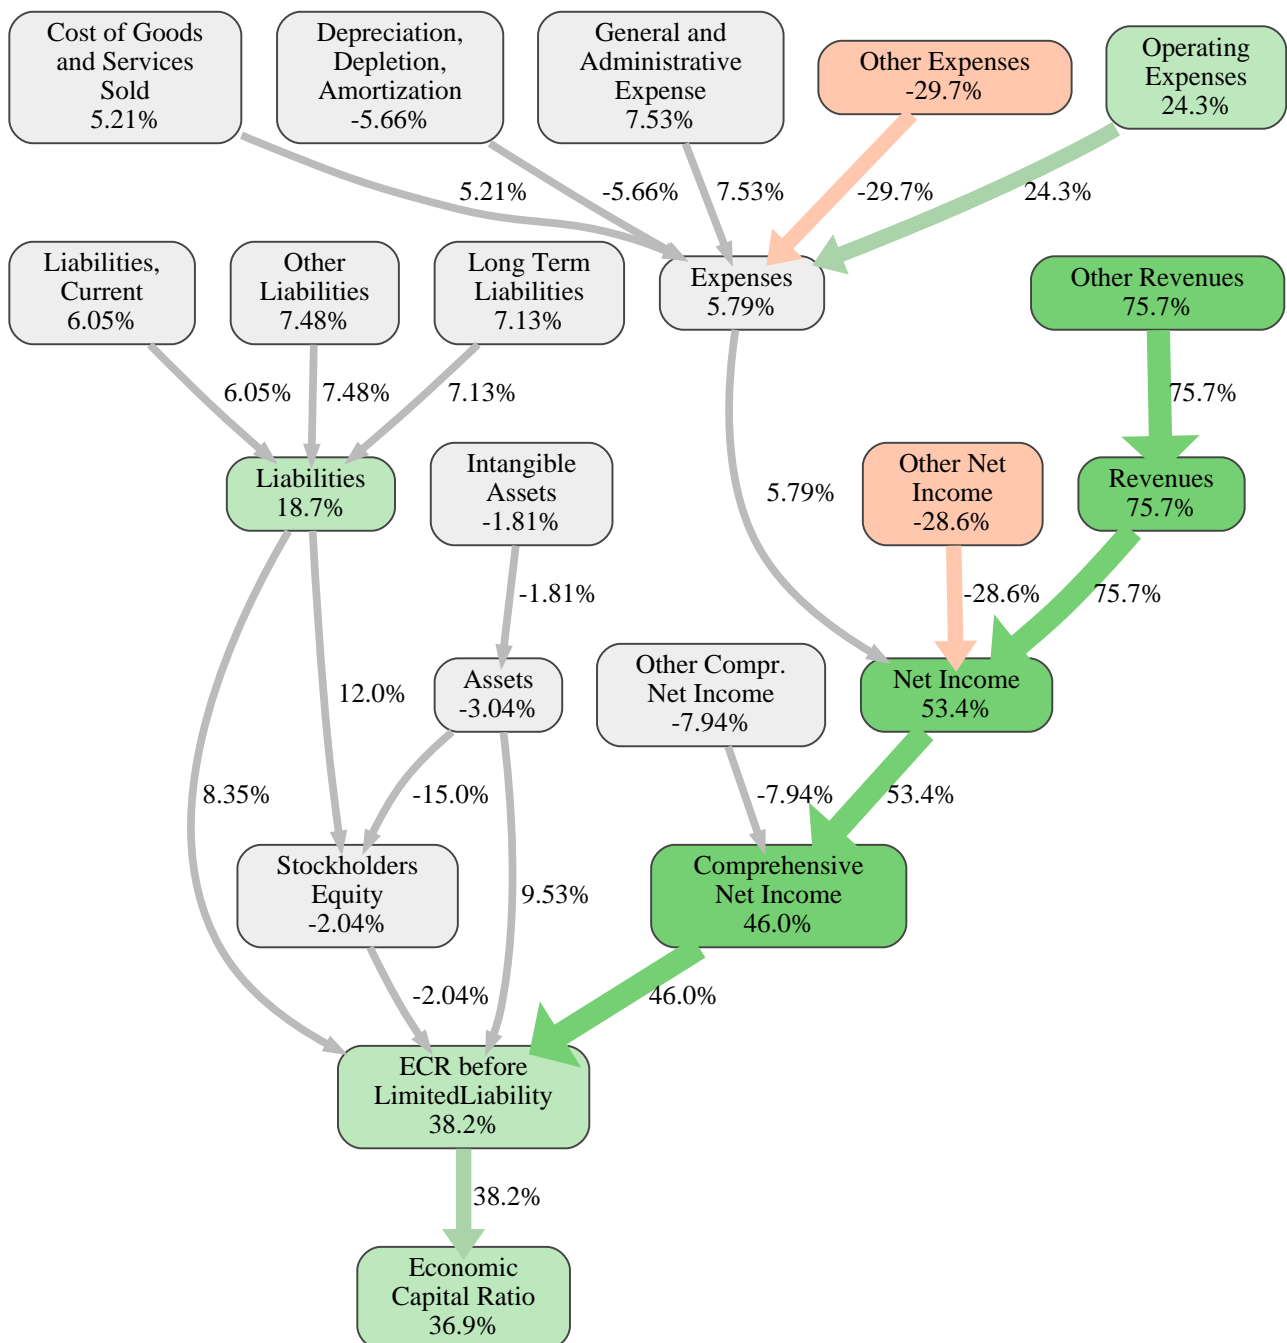 Cost of Goods
and Services
Sold
5.21%
Depreciation,
Depletion,
Amortization
-5.66%
General and
Administrative
Expense
7.53%
Other Expenses
-29.7%
Operating
Expenses
24.3%
5.21%
-5.66%
7.53%
-29.7%
24.3%
Liabilities,
Current
6.05%
Other
Liabilities
7.48%
Long Term
Liabilities
7.13%
Expenses
5.79%
Other Revenues
75.7%
6.05%
7.48%
7.13%
75.7%
Liabilities
18.7%
Intangible
Assets
-1.81%
5.79%
Other Net
Income
-28.6%
Revenues
75.7%
-1.81%
-28.6%
75.7%
12.0%
Assets
-3.04%
Other Compr.
Net Income
-7.94%
Net Income
53.4%
8.35%
-15.0%
-7.94%
53.4%
Stockholders
Equity
-2.04%
9.53%
Comprehensive
Net Income
46.0%
-2.04%
46.0%
ECR before
LimitedLiability
38.2%
38.2%
Economic
Capital Ratio
36.9%